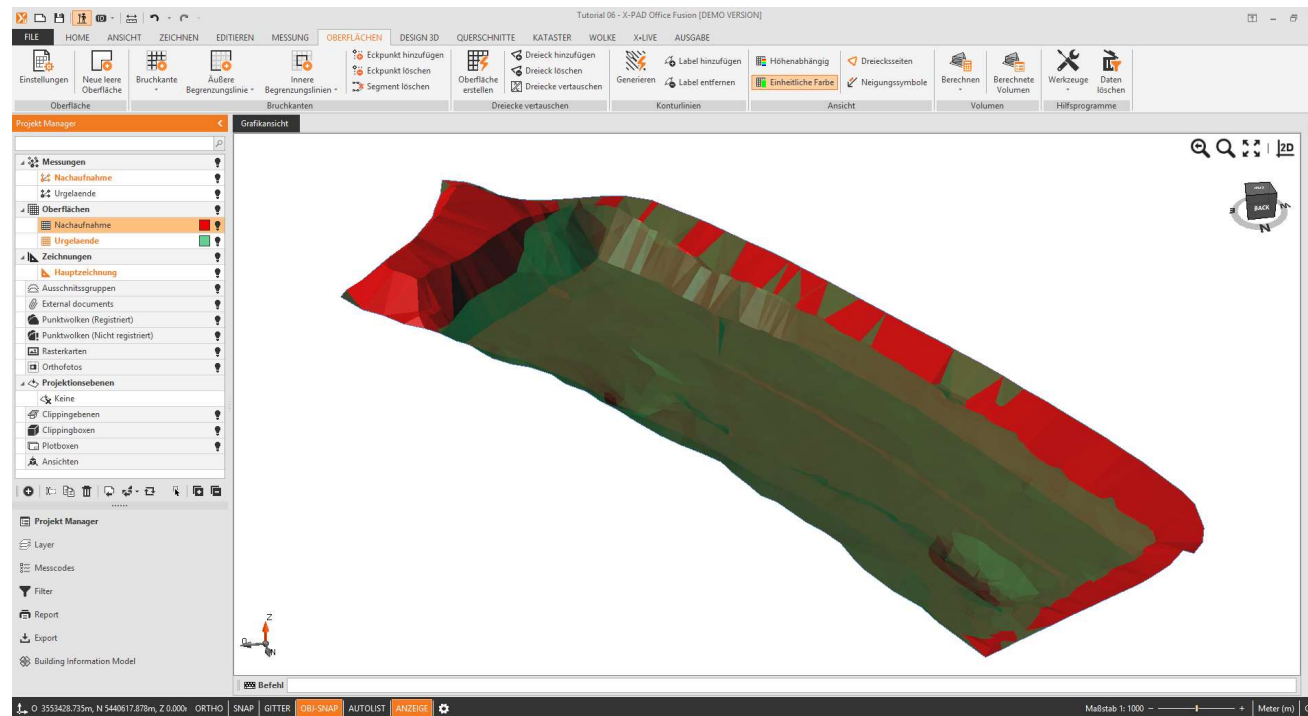 Tutorial 06 - X-PAD Office Fusion [DEMO VERSION]
FILE HOME ANSICHT ZEICHNEN EDITIEREN MESSUNG OBERFLÄCHEN DESIGN 3D QUERSCHNITTE KATASTER WOLKE X-LIVE AUSGABE
Einstellungen
Neue leere Oberfläche
Oberfläche
Bruchkante
Äußere Begrenzungslinie
Innere Begrenzungslinien
Eckpunkt hinzufügen
Eckpunkt löschen
Segment löschen
Bruchkanten
Oberfläche erstellen
Dreieck hinzufügen
Dreieck löschen
Dreiecke vertauschen
Dreiecke vertauschen
Generieren
Label hinzufügen
Label entfernen
Konturlinien
Höhenabhängig
Einheitliche Farbe
Dreiecksseiten
Neigungssymbole
Ansicht
Berechnen
Berechnete Volumen
Volumen
Werkzeuge
Daten löschen
Hilfsprogramme
Projekt Manager
Grafikansicht
Messungen
Nachaufnahme
Urgelaende
Oberflächen
Nachaufnahme
Urgelaende
Zeichnungen
Hauptzeichnung
Ausschnittsgruppen
External documents
Punktwolken (Registriert)
Punktwolken (Nicht registriert)
Rasterkarten
Orthofotos
Projektionsebenen
Keine
Clippingebenen
Clippingboxen
Plotboxen
Ansichten
Projekt Manager
Layer
Messcodes
Filter
Report
Export
Building Information Model
2D
BACK
N
Z
N
Befehl
O 3553428.735m, N 5440617.878m, Z 0.000 ORTHO SNAP GITTER OBJ-SNAP AUTOLIST ANZEIGE
Maßstab 1: 1000 − + Meter (m)